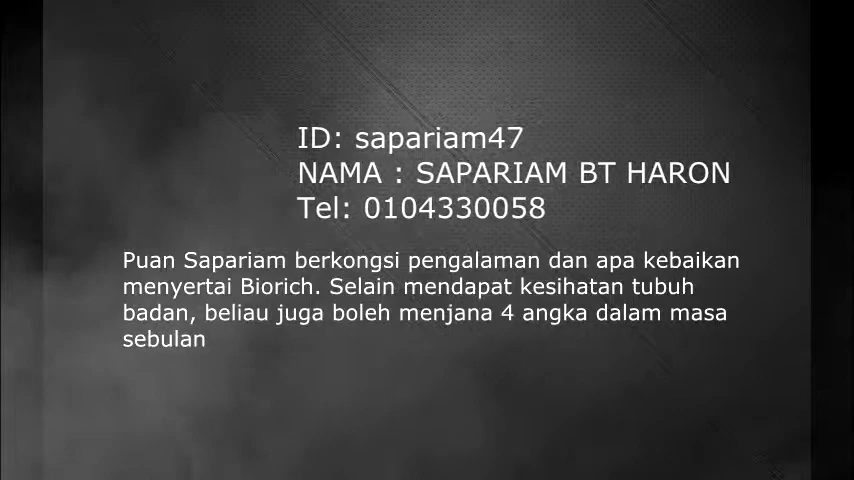 ID: sapariam47
NAMA : SAPARIAM BT HARON
Tel: 0104330058
Puan Sapariam berkongsi pengalaman dan apa kebaikan
menyertai Biorich. Selain mendapat kesihatan tubuh
badan, beliau juga boleh menjana 4 angka dalam masa
sebulan